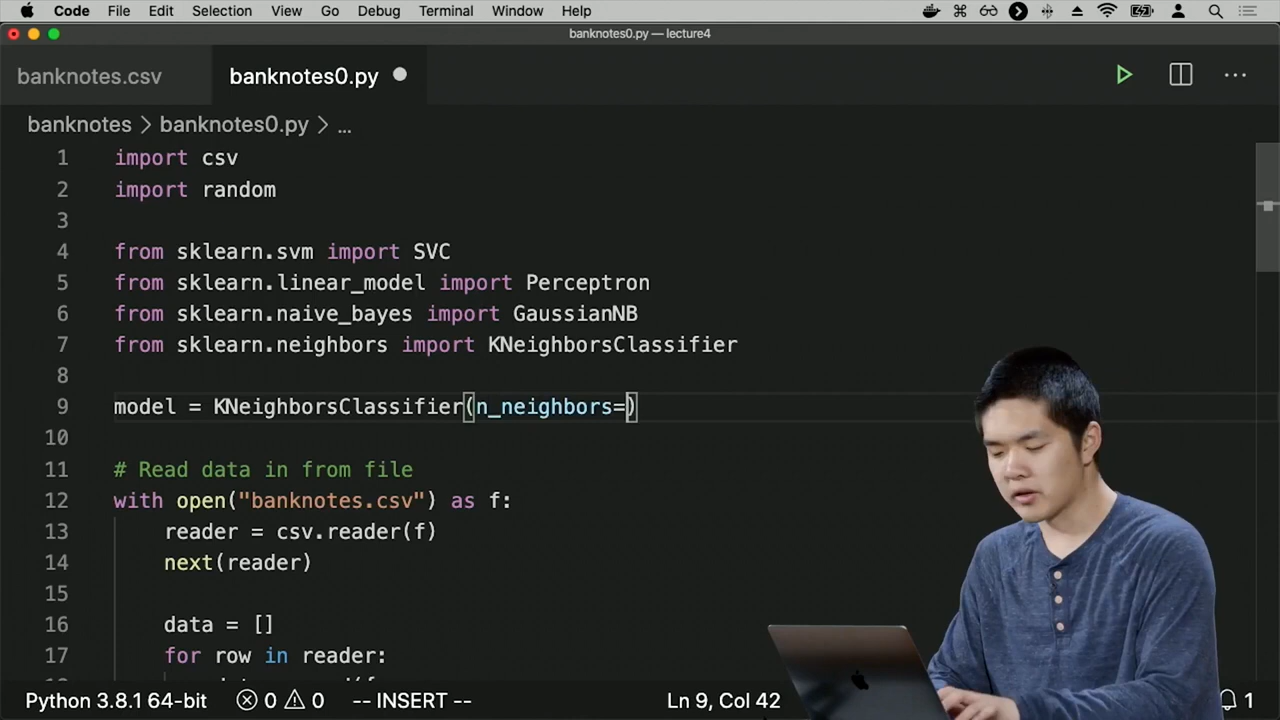 Code File Edit Selection View Go Debug Terminal Window Help
banknotes0.py — lecture4
banknotes.csv banknotes0.py
banknotes > banknotes0.py > ...
1 import csv
2 import random
3
4 from sklearn.svm import SVC
5 from sklearn.linear_model import Perceptron
6 from sklearn.naive_bayes import GaussianNB
7 from sklearn.neighbors import KNeighborsClassifier
8
9 model = KNeighborsClassifier(n_neighbors=)
10
11 # Read data in from file
12 with open("banknotes.csv") as f:
13 reader = csv.reader(f)
14 next(reader)
15
16 data = []
17 for row in reader:
Python 3.8.1 64-bit 0 0 -- INSERT -- Ln 9, Col 42 1